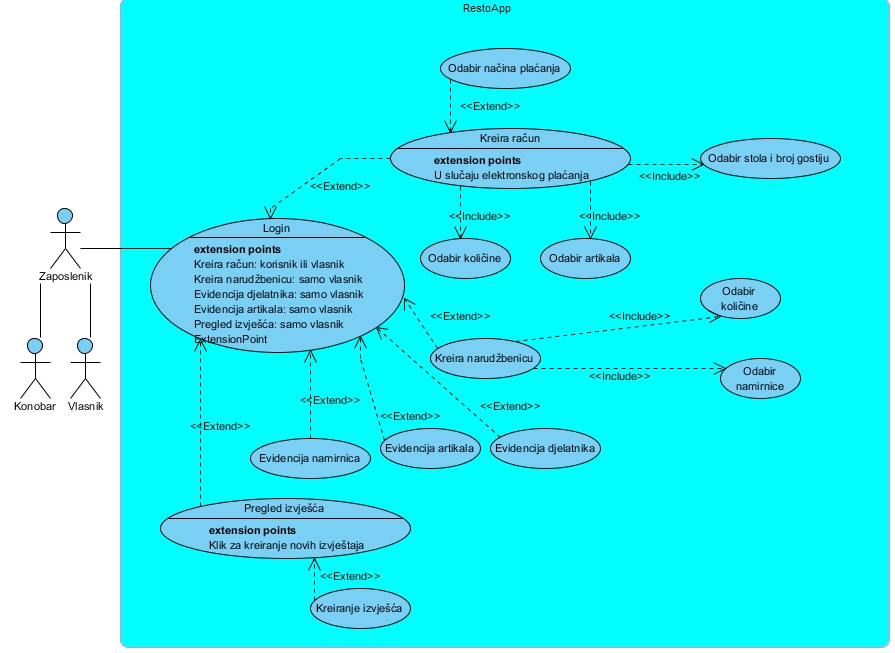 RestoApp
Odabir načina plaćanja
<<Extend>>
Kreira račun
extension points
U slučaju elektronskog plaćanja
Odabir stola i broj gostiju
<<Include>>
<<Extend>>
<<Include>>
<<Include>>
Login
extension points
Kreira račun: korisnik ili vlasnik
Kreira narudžbenicu: samo vlasnik
Evidencija djelatnika: samo vlasnik
Evidencija artikala: samo vlasnik
Pregled izvješća: samo vlasnik
ExtensionPoint
Odabir količine
Odabir artikala
Zaposlenik
Konobar
Vlasnik
Odabir
količine
<<Extend>>
<<Include>>
Kreira narudžbenicu
<<Include>>
Odabir
namirnice
<<Extend>>
<<Extend>>
<<Extend>>
<<Extend>>
Evidencija namirnica
Evidencija artikala
Evidencija djelatnika
Pregled izvješća
extension points
Klik za kreiranje novih izvještaja
<<Extend>>
Kreiranje izvješća